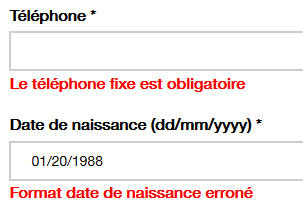 Téléphone *
Le téléphone fixe est obligatoire
Date de naissance (dd/mm/yyyy) *
01/20/1988
Format date de naissance erroné